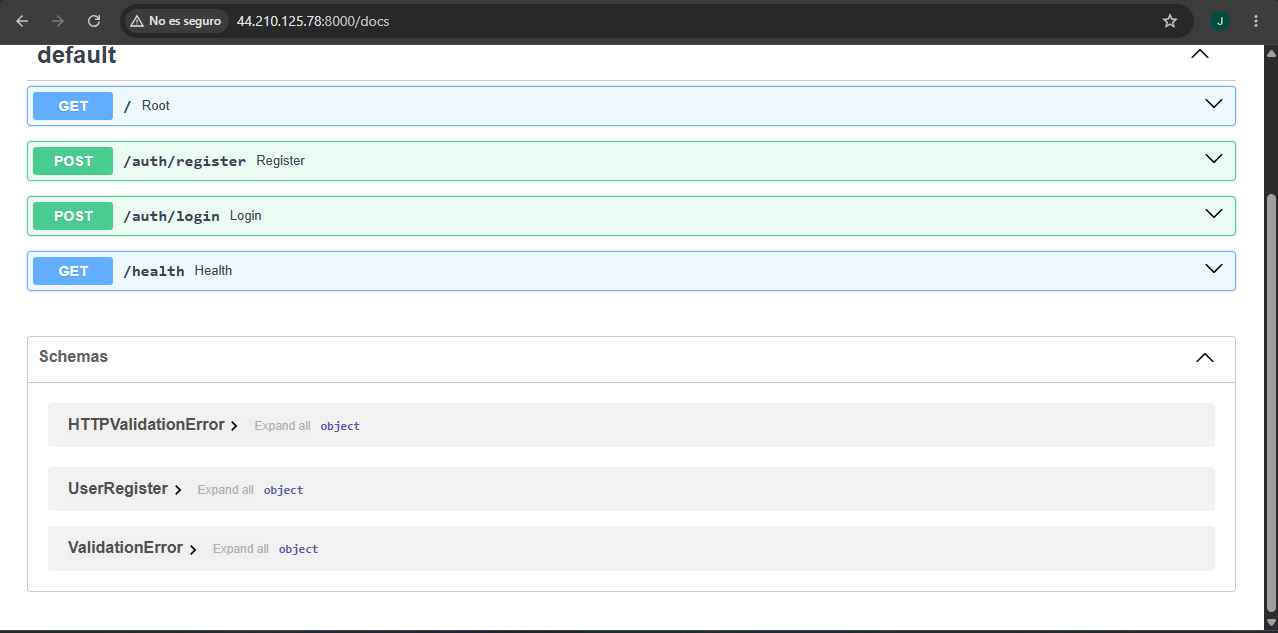 No es seguro 44.210.125.78:8000/docs J
default
GET / Root
POST /auth/register Register
POST /auth/login Login
GET /health Health
Schemas
HTTPValidationError Expand all object
UserRegister Expand all object
ValidationError Expand all object